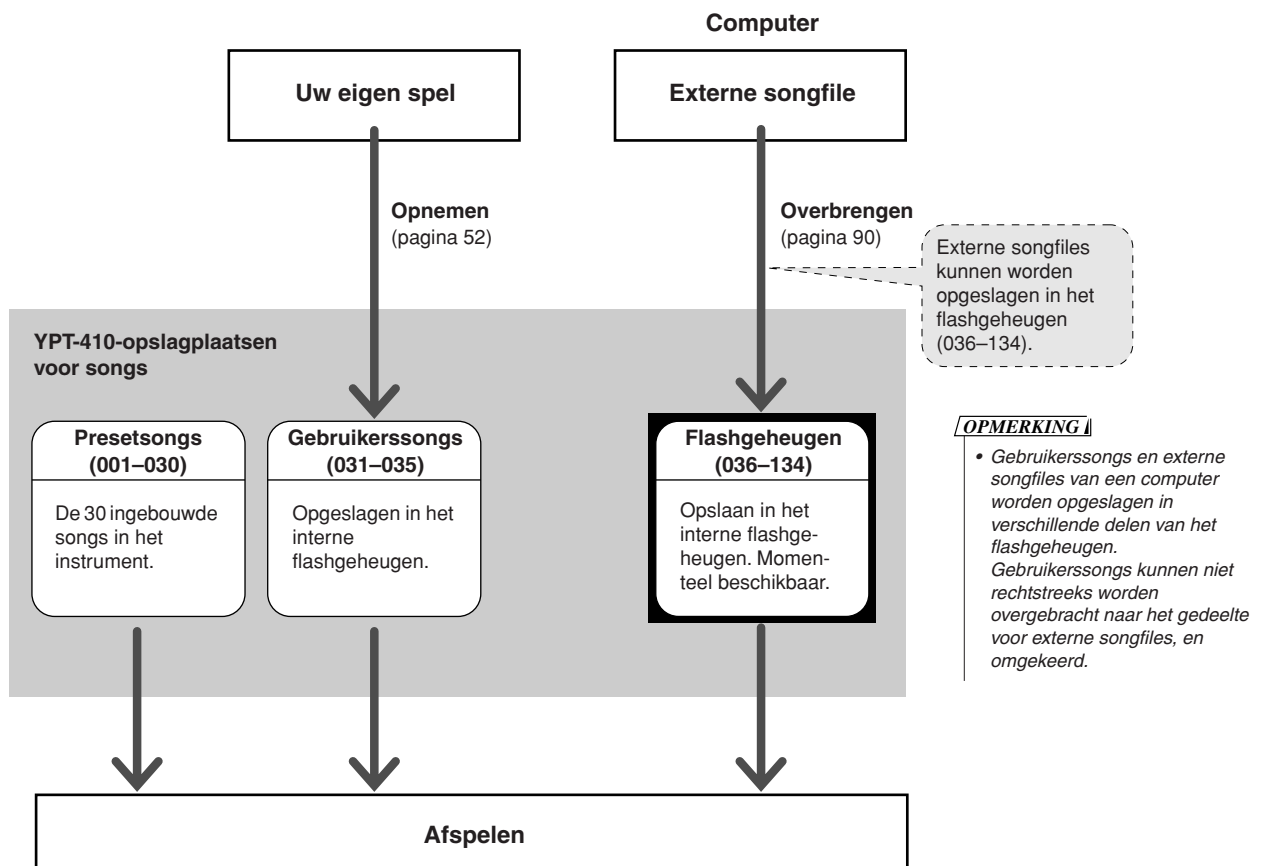 Computer
Uw eigen spel
Externe songfile
Opnemen
(pagina 52)
Overbrengen
(pagina 90)
Externe songfiles
kunnen worden
opgeslagen in het
flashgeheugen
(036–134).
YPT-410-opslagplaatsen
voor songs
Presetsongs
(001–030)
De 30 ingebouwde
songs in het
instrument.
Gebruikerssongs
(031–035)
Opgeslagen in het
interne
flashgeheugen.
Flashgeheugen
(036–134)
Opslaan in het
interne flashge-
heugen. Momen-
teel beschikbaar.
OPMERKING
• Gebruikerssongs en externe
songfiles van een computer
worden opgeslagen in
verschillende delen van het
flashgeheugen.
Gebruikerssongs kunnen niet
rechtstreeks worden
overgebracht naar het gedeelte
voor externe songfiles, en
omgekeerd.
Afspelen